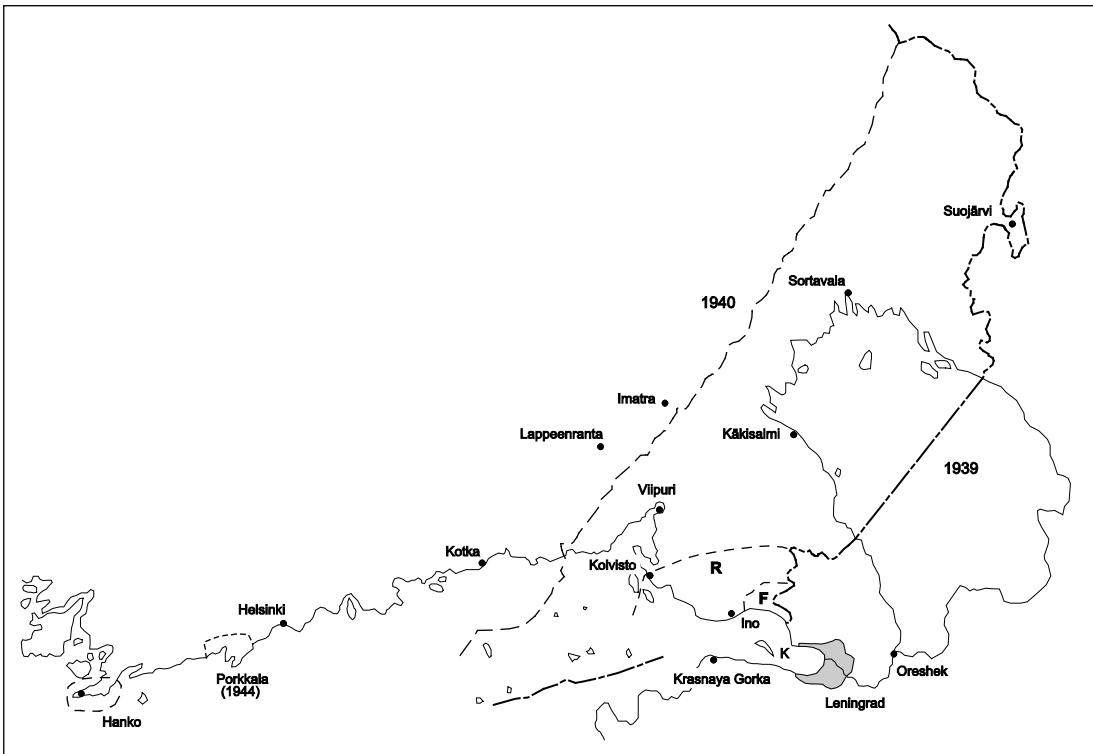 Suojärvi
Sortavala
1940
Imatra
Lappeenranta
Käkisalmi
1939
Viipuri
Kotka
Koivisto
R
F
Helsinki
Ino
K
Porkkala
(1944)
Krasnaya Gorka
Oreshek
Leningrad
Hanko